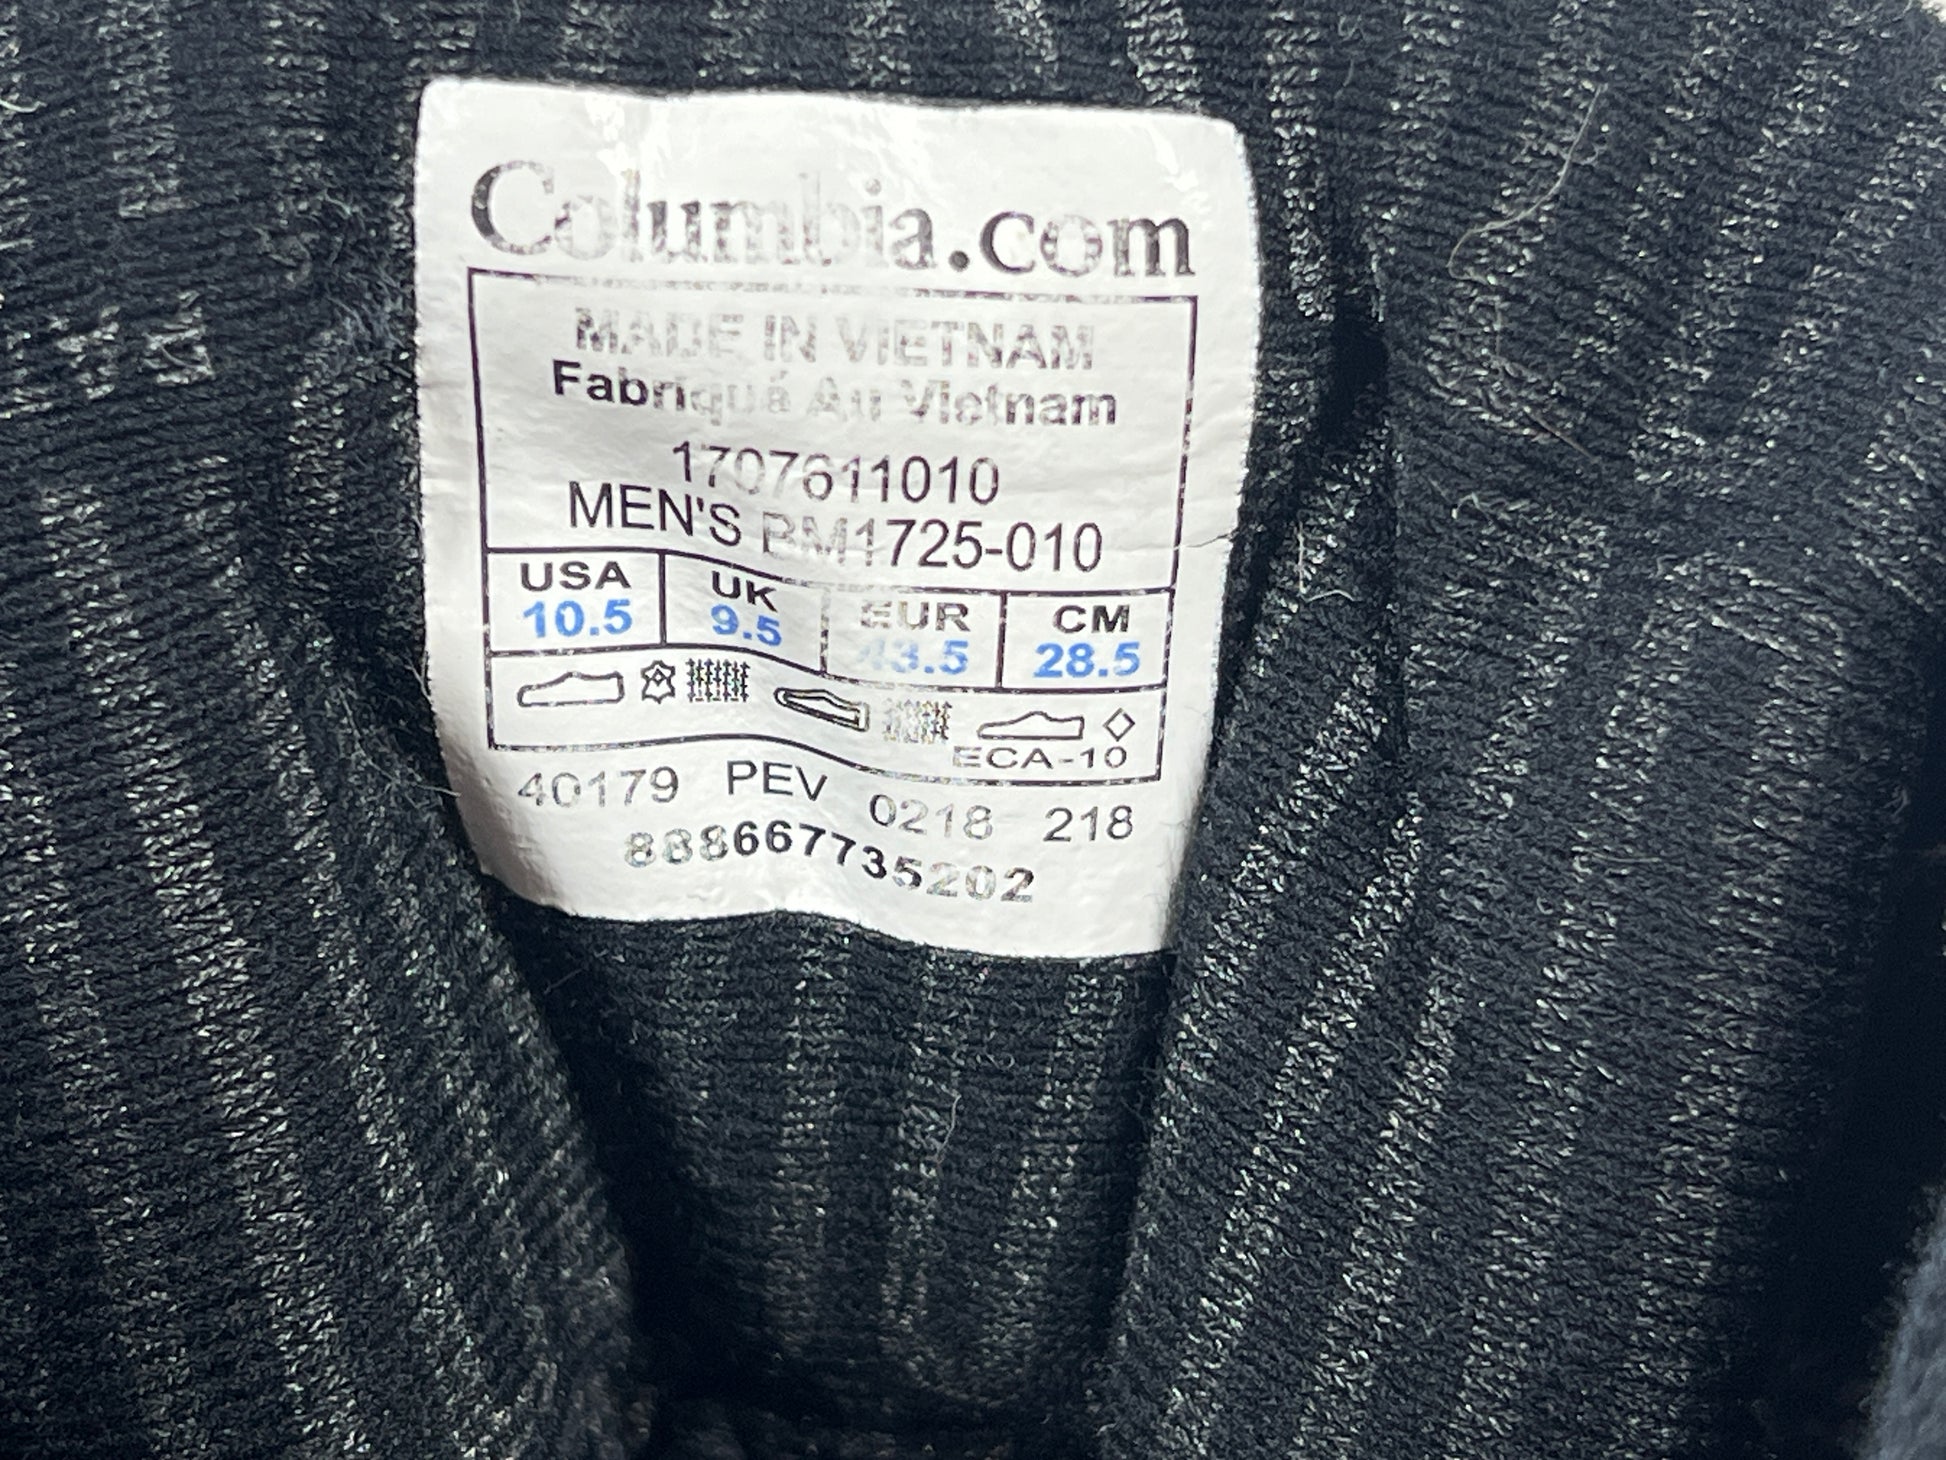 Columbia.com
MADE IN VIETNAM
Fabriquá Au Vietnam
1707611010
MEN'S BM1725-010
USA UK EUR CM
10.5 9.5 43.5 28.5
ECA-10
40179 PEV 0218 218
888667735202